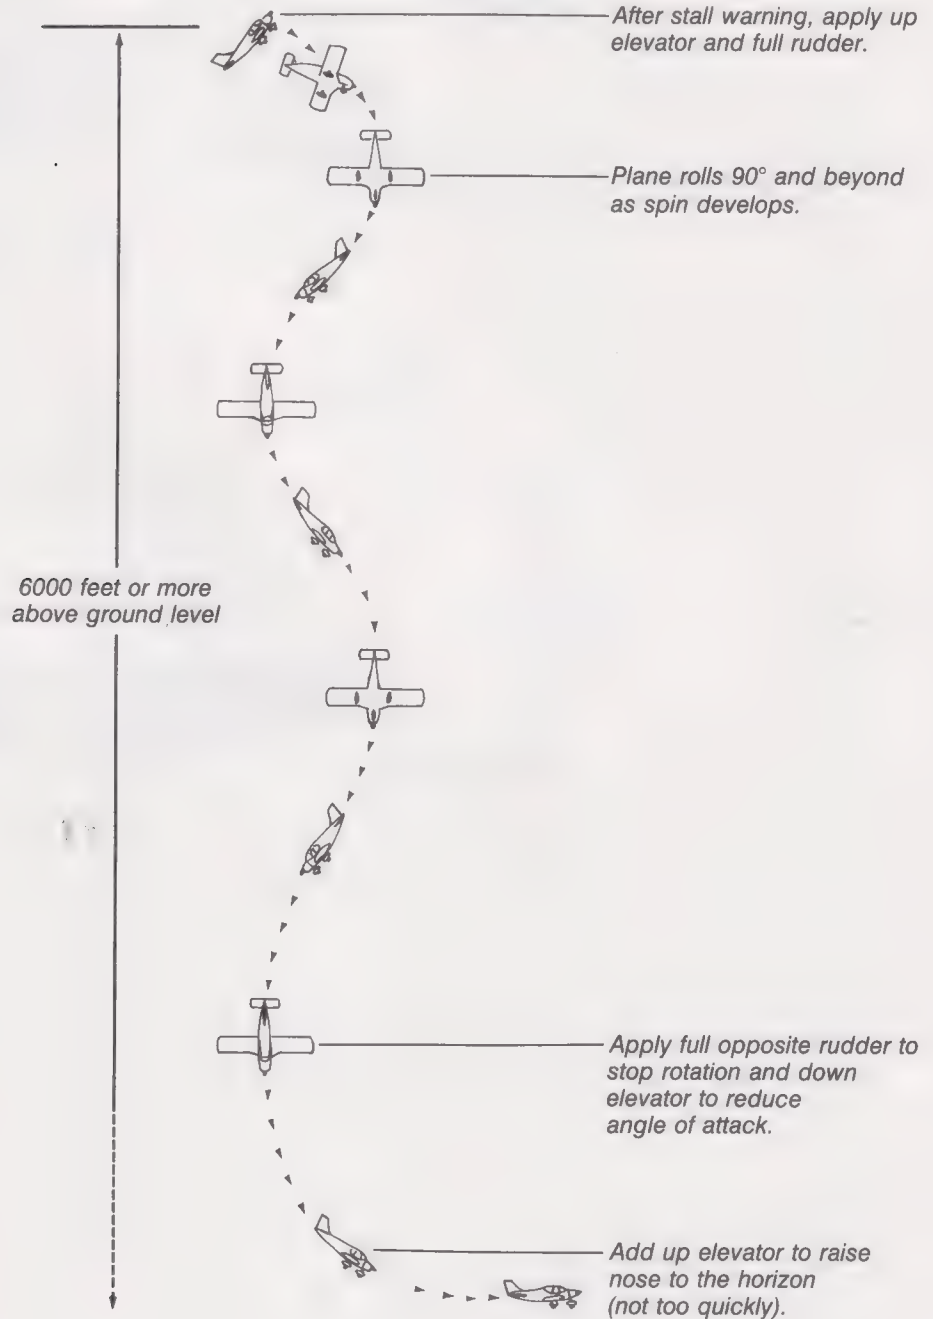 After stall warning, apply up
elevator and full rudder.
Plane rolls 90° and beyond
as spin develops.
6000 feet or more
above ground level
Apply full opposite rudder to
stop rotation and down
elevator to reduce
angle of attack.
Add up elevator to raise
nose to the horizon
(not too quickly).